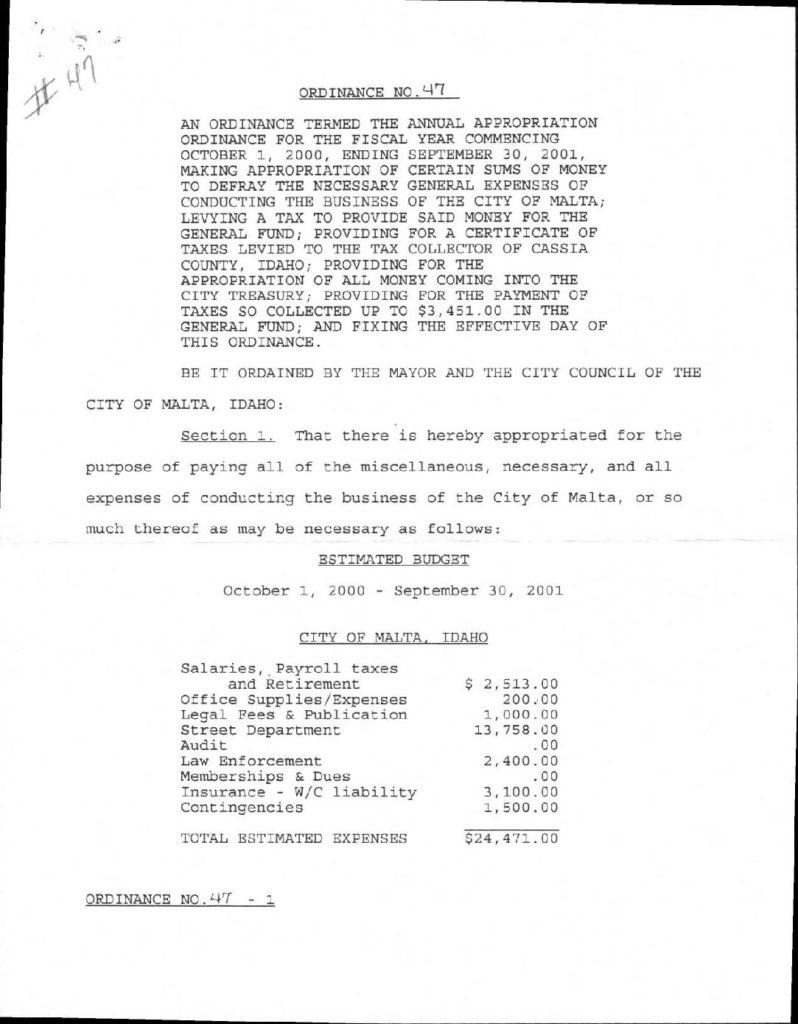 # 47
ORDINANCE NO. 47
AN ORDINANCE TERMED THE ANNUAL APPROPRIATION
ORDINANCE FOR THE FISCAL YEAR COMMENCING
OCTOBER 1, 2000, ENDING SEPTEMBER 30, 2001,
MAKING APPROPRIATION OF CERTAIN SUMS OF MONEY
TO DEFRAY THE NECESSARY GENERAL EXPENSES OF
CONDUCTING THE BUSINESS OF THE CITY OF MALTA;
LEVYING A TAX TO PROVIDE SAID MONEY FOR THE
GENERAL FUND; PROVIDING FOR A CERTIFICATE OF
TAXES LEVIED TO THE TAX COLLECTOR OF CASSIA
COUNTY, IDAHO; PROVIDING FOR THE
APPROPRIATION OF ALL MONEY COMING INTO THE
CITY TREASURY; PROVIDING FOR THE PAYMENT OF
TAXES SO COLLECTED UP TO $3,451.00 IN THE
GENERAL FUND; AND FIXING THE EFFECTIVE DAY OF
THIS ORDINANCE.
BE IT ORDAINED BY THE MAYOR AND THE CITY COUNCIL OF THE
CITY OF MALTA, IDAHO:
Section 1. That there is hereby appropriated for the
purpose of paying all of the miscellaneous, necessary, and all
expenses of conducting the business of the City of Malta, or so
much thereof as may be necessary as follows:
ESTIMATED BUDGET
October 1, 2000 - September 30, 2001
CITY OF MALTA, IDAHO
Salaries, Payroll taxes
and Retirement $ 2,513.00
Office Supplies/Expenses 200.00
Legal Fees & Publication 1,000.00
Street Department 13,758.00
Audit .00
Law Enforcement 2,400.00
Memberships & Dues .00
Insurance - W/C liability 3,100.00
Contingencies 1,500.00
TOTAL ESTIMATED EXPENSES $24,471.00
ORDINANCE NO. 47 - 1